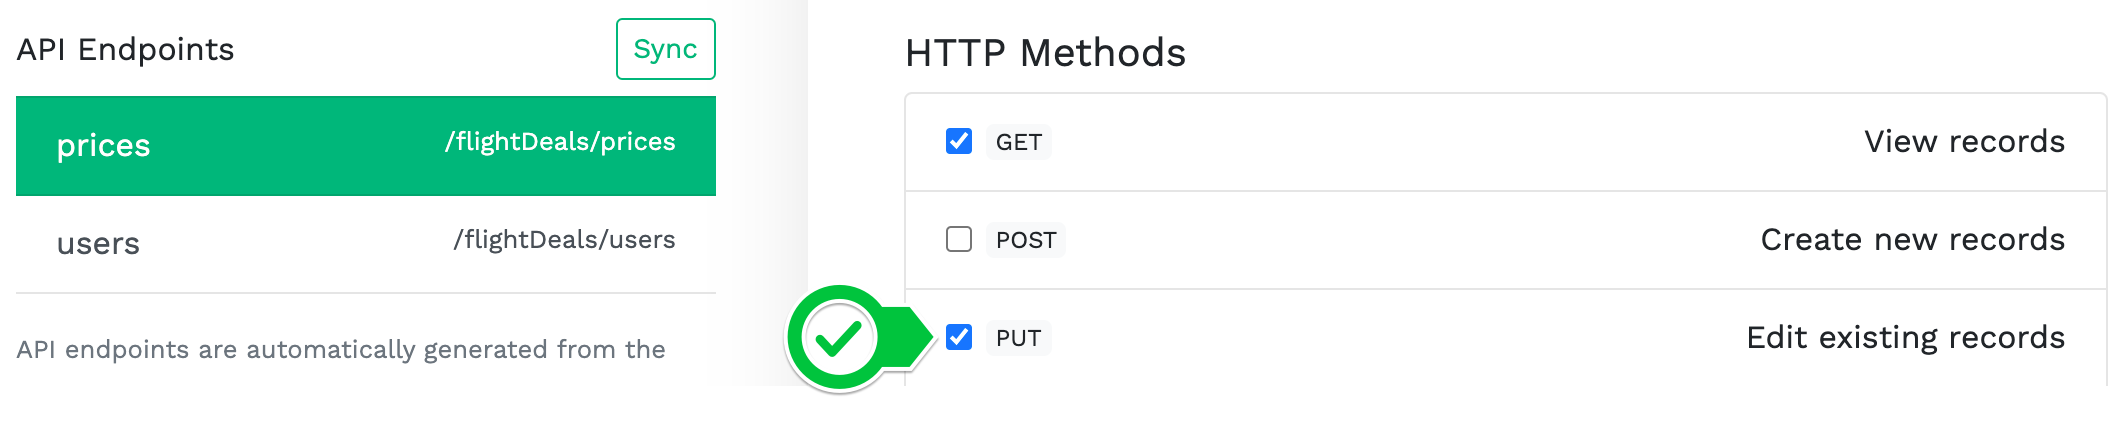 API Endpoints
Sync
prices
/flightDeals/prices
users
/flightDeals/users
API endpoints are automatically generated from the
HTTP Methods
GET
View records
POST
Create new records
PUT
Edit existing records